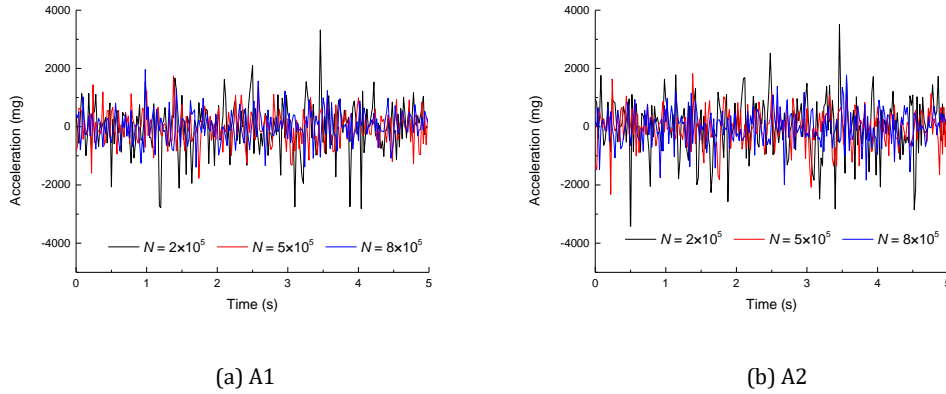 4000
2000
0
-2000
-4000
Acceleration (mg)
N = 2×10⁵ N = 5×10⁵ N = 8×10⁵
0 1 2 3 4 5
Time (s)
(a) A1
4000
2000
0
-2000
-4000
Acceleration (mg)
N = 2×10⁵ N = 5×10⁵ N = 8×10⁵
0 1 2 3 4 5
Time (s)
(b) A2